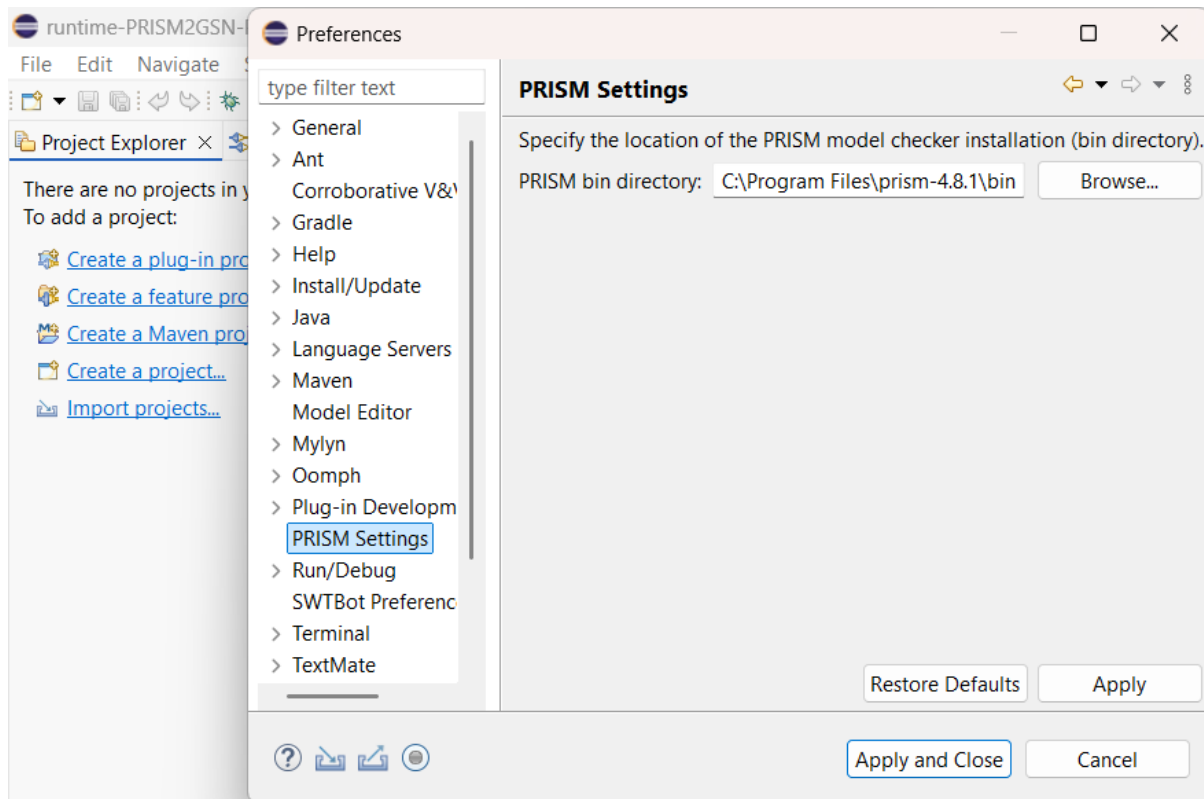 runtime-PRISM2GSN-
Preferences
File Edit Navigate
type filter text
PRISM Settings
Project Explorer
There are no projects in y
To add a project:
Create a plug-in pro
Create a feature pro
Create a Maven proj
Create a project...
Import projects...
General
Ant
Corroborative V&V
Gradle
Help
Install/Update
Java
Language Servers
Maven
Model Editor
Mylyn
Oomph
Plug-in Developm
PRISM Settings
Run/Debug
SWTBot Preferenc
Terminal
TextMate
Specify the location of the PRISM model checker installation (bin directory).
PRISM bin directory: C:\Program Files\prism-4.8.1\bin Browse...
Restore Defaults Apply
Apply and Close Cancel